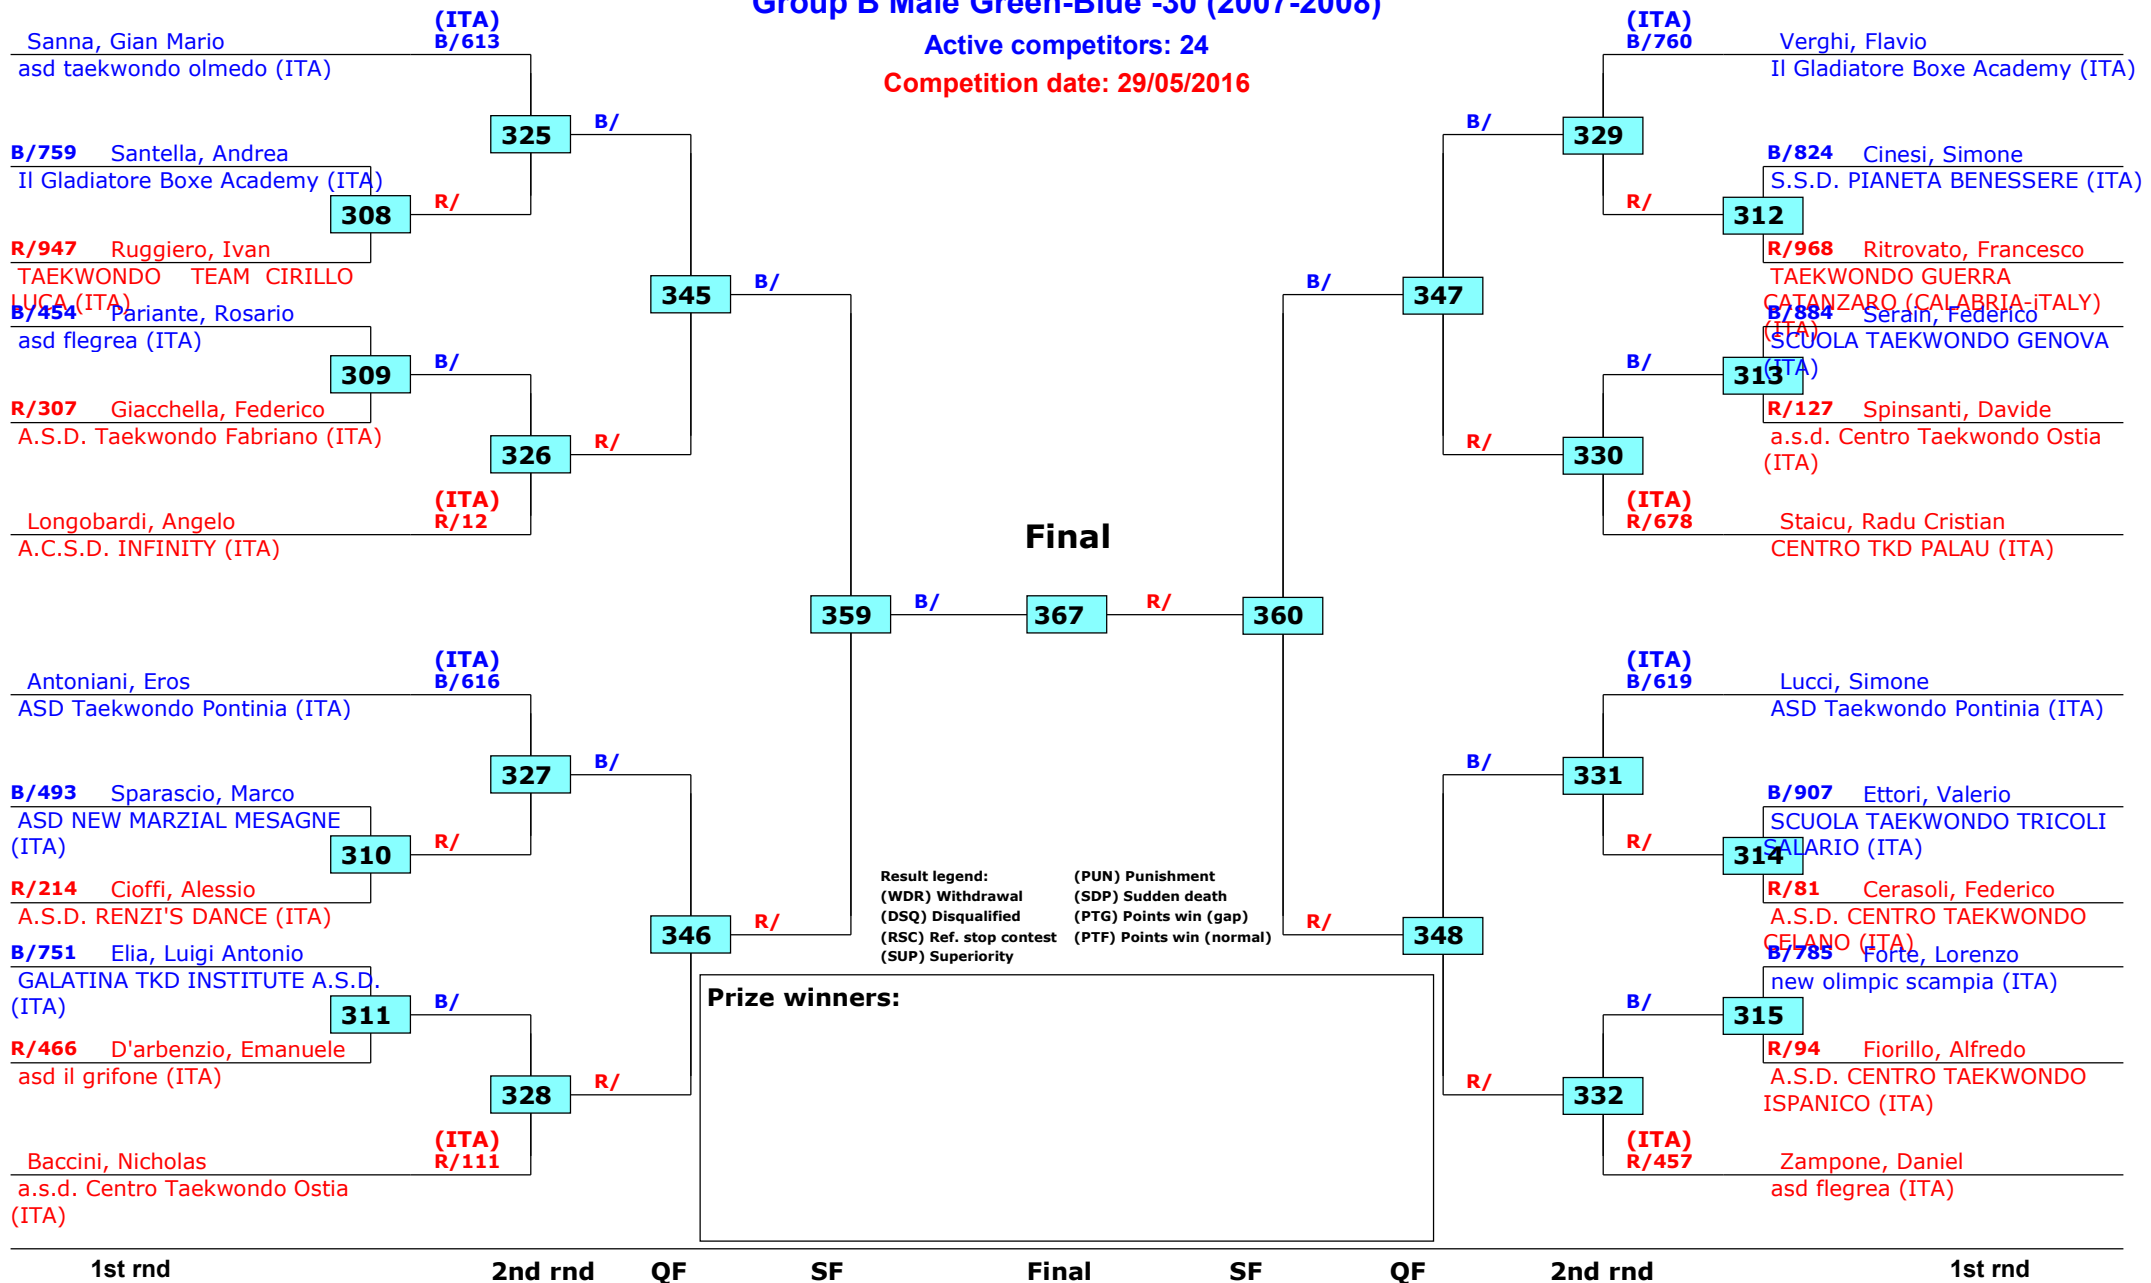 Group B Male Green-Blue -30 (2007-2008)
Active competitors: 24
Competition date: 29/05/2016
(ITA)
Sanna, Gian Mario B/613
asd taekwondo olmedo (ITA)
325
B/
B/759 Santella, Andrea
Il Gladiatore Boxe Academy (ITA)
308
R/
R/947 Ruggiero, Ivan
TAEKWONDO TEAM CIRILLO
LUCA (ITA)
345
B/
B/454 Pariante, Rosario
asd flegrea (ITA)
309
B/
R/307 Giacchella, Federico
A.S.D. Taekwondo Fabriano (ITA)
326
R/
(ITA)
Longobardi, Angelo R/12
A.C.S.D. INFINITY (ITA)
359
B/
(ITA)
Antoniani, Eros B/616
ASD Taekwondo Pontinia (ITA)
327
B/
B/493 Sparascio, Marco
ASD NEW MARZIAL MESAGNE
(ITA)
310
R/
R/214 Cioffi, Alessio
A.S.D. RENZI'S DANCE (ITA)
346
R/
B/751 Elia, Luigi Antonio
GALATINA TKD INSTITUTE A.S.D.
(ITA)
311
B/
R/466 D'arbenzio, Emanuele
asd il grifone (ITA)
328
R/
(ITA)
Baccini, Nicholas R/111
a.s.d. Centro Taekwondo Ostia
(ITA)
Final
367
R/
360
(ITA)
B/760 Verghi, Flavio
Il Gladiatore Boxe Academy (ITA)
B/
329
B/824 Cinesi, Simone
S.S.D. PIANETA BENESSERE (ITA)
R/
312
R/968 Ritrovato, Francesco
TAEKWONDO GUERRA
CATANZARO (CALABRIA-iTALY)
(ITA)
B/
347
B/884 Serain, Federico
SCUOLA TAEKWONDO GENOVA
(ITA)
B/
313
R/127 Spinsanti, Davide
a.s.d. Centro Taekwondo Ostia
(ITA)
R/
330
(ITA)
R/678 Staicu, Radu Cristian
CENTRO TKD PALAU (ITA)
(ITA)
B/619 Lucci, Simone
ASD Taekwondo Pontinia (ITA)
B/
331
B/907 Ettori, Valerio
SCUOLA TAEKWONDO TRICOLI
SALARIO (ITA)
R/
314
R/81 Cerasoli, Federico
A.S.D. CENTRO TAEKWONDO
CELANO (ITA)
R/
348
B/785 Forte, Lorenzo
new olimpic scampia (ITA)
B/
315
R/94 Fiorillo, Alfredo
A.S.D. CENTRO TAEKWONDO
ISPANICO (ITA)
R/
332
(ITA)
R/457 Zampone, Daniel
asd flegrea (ITA)
Result legend: (PUN) Punishment
(WDR) Withdrawal (SDP) Sudden death
(DSQ) Disqualified (PTG) Points win (gap)
(RSC) Ref. stop contest (PTF) Points win (normal)
(SUP) Superiority
Prize winners:
1st rnd 2nd rnd QF SF Final SF QF 2nd rnd 1st rnd